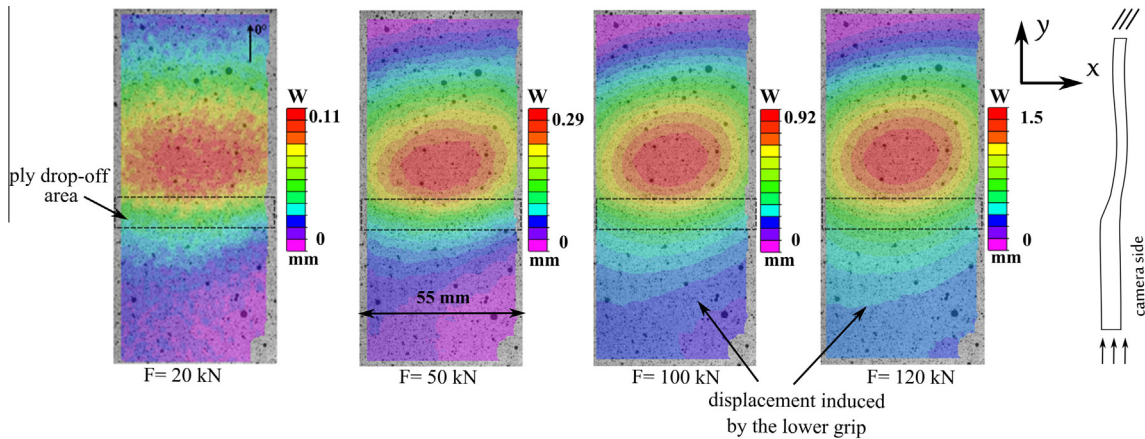 0°
W
0.11
0
mm
ply drop-off
area
F= 20 kN
W
0.29
0
mm
55 mm
F= 50 kN
W
0.92
0
mm
F= 100 kN
W
1.5
0
mm
F= 120 kN
displacement induced
by the lower grip
y
x
camera side